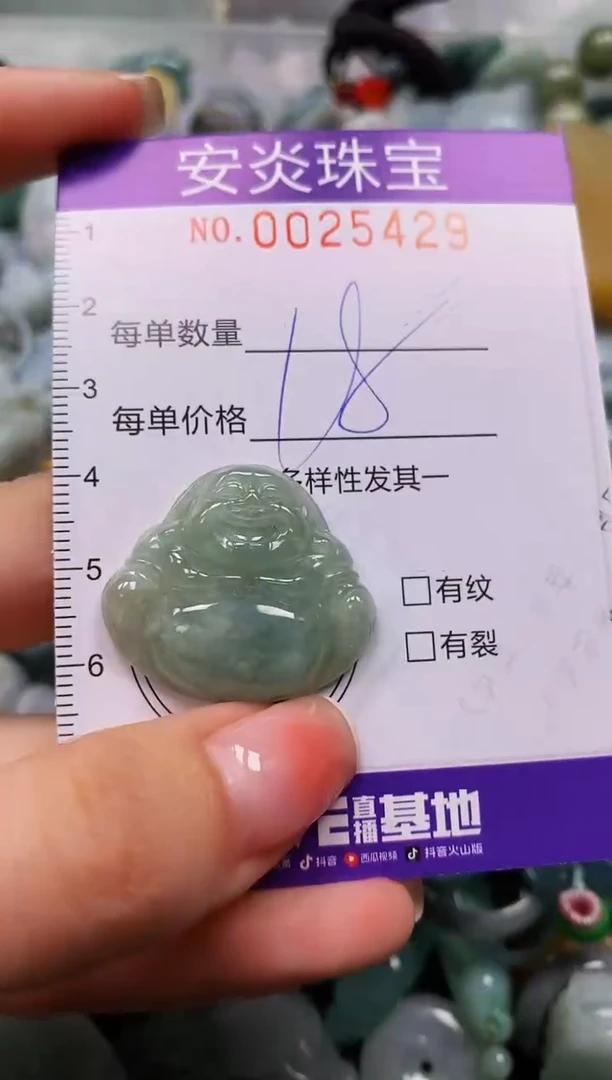 安炎珠宝
NO.0025429
1
2
每单数量
18
3
每单价格
4
多样性发其一
5
□有纹
□有裂
6
E直播基地
抖音 西瓜视频 抖音火山版